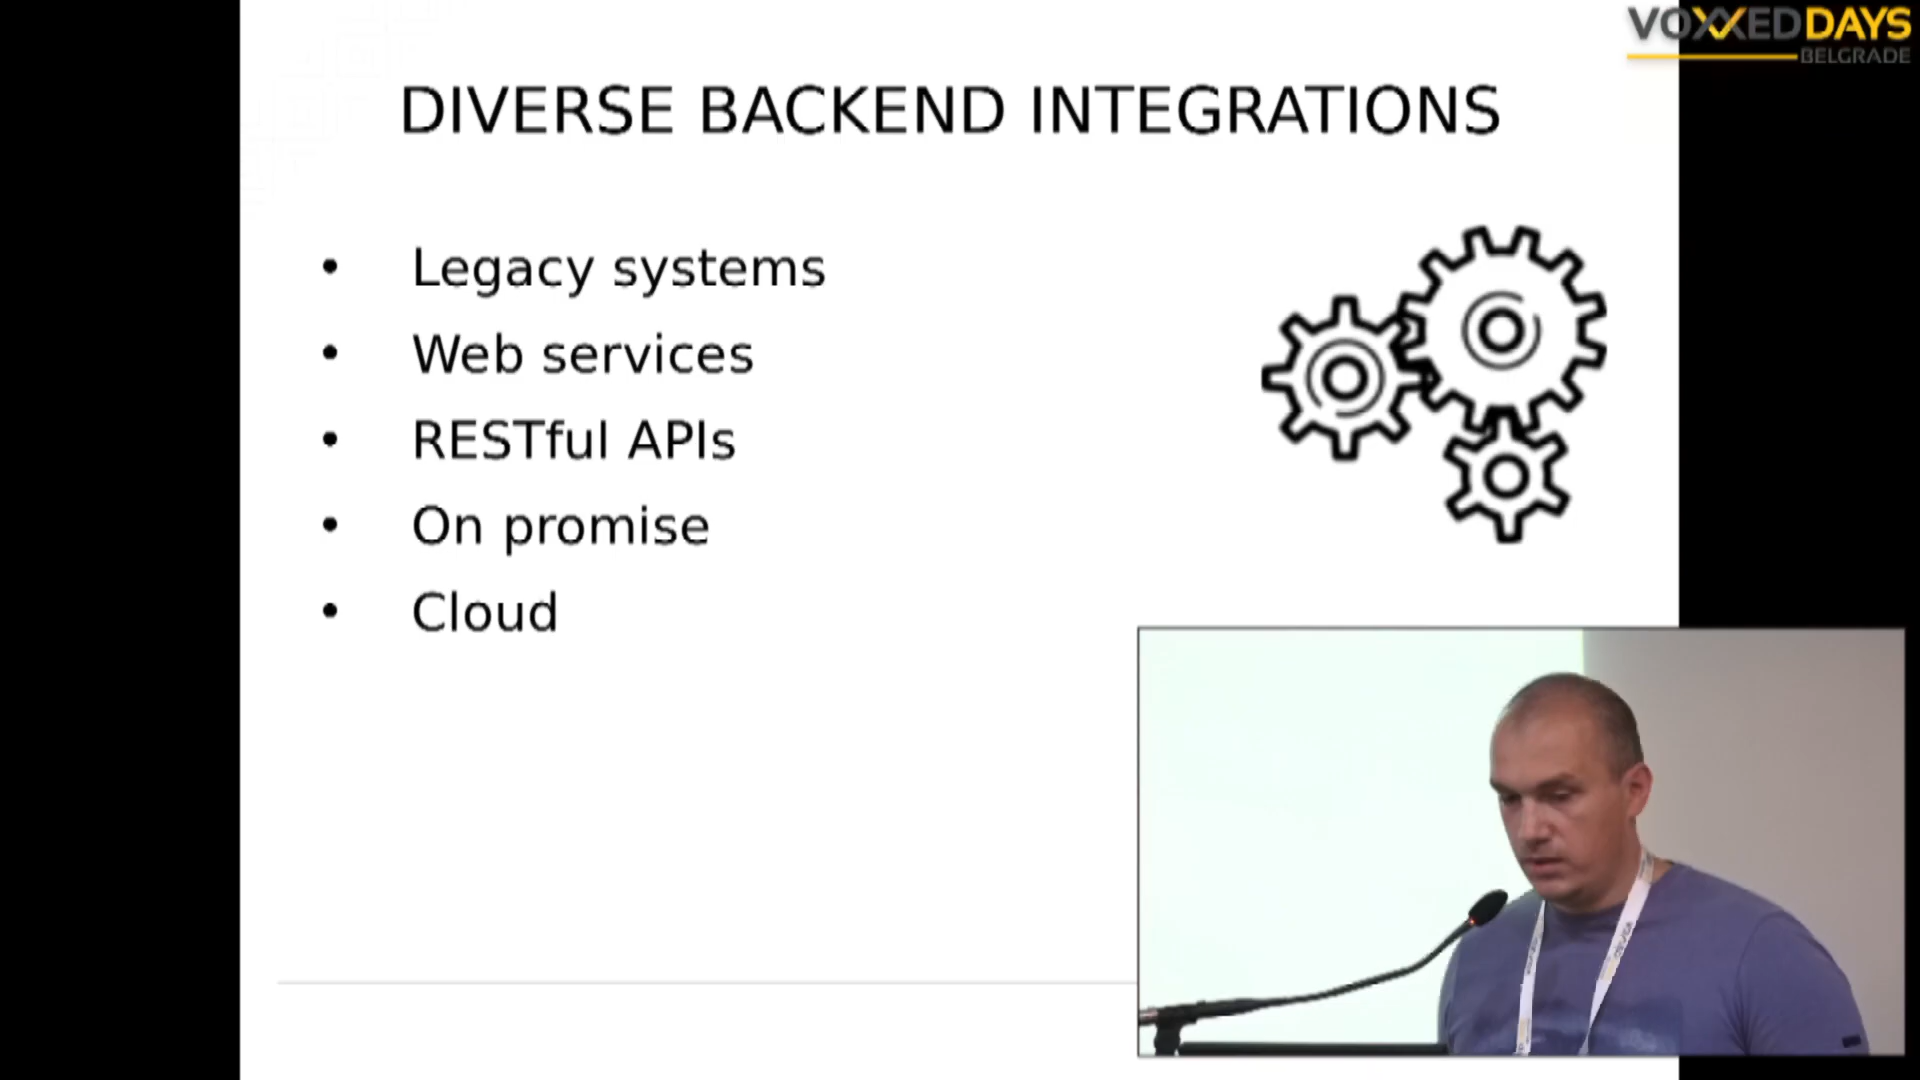 VOXXED DAYS
BELGRADE
DIVERSE BACKEND INTEGRATIONS
• Legacy systems
• Web services
• RESTful APIs
• On promise
• Cloud